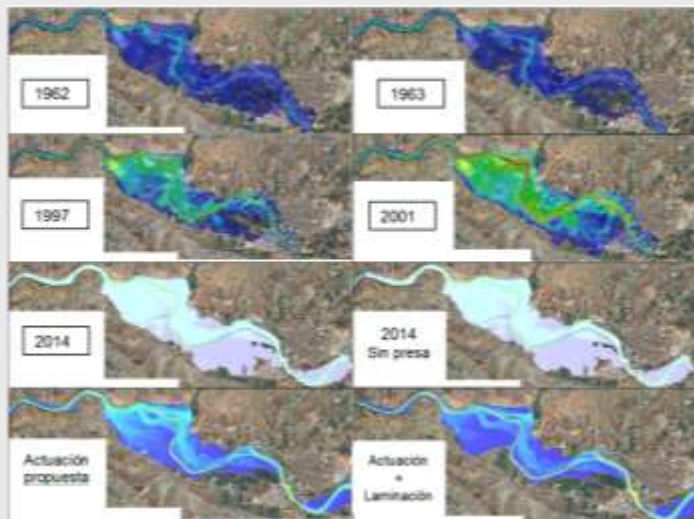 1962
1963
1997
2001
2014
2014
Sin presa
Actuación
propuesta
Actuación
+
Laminación